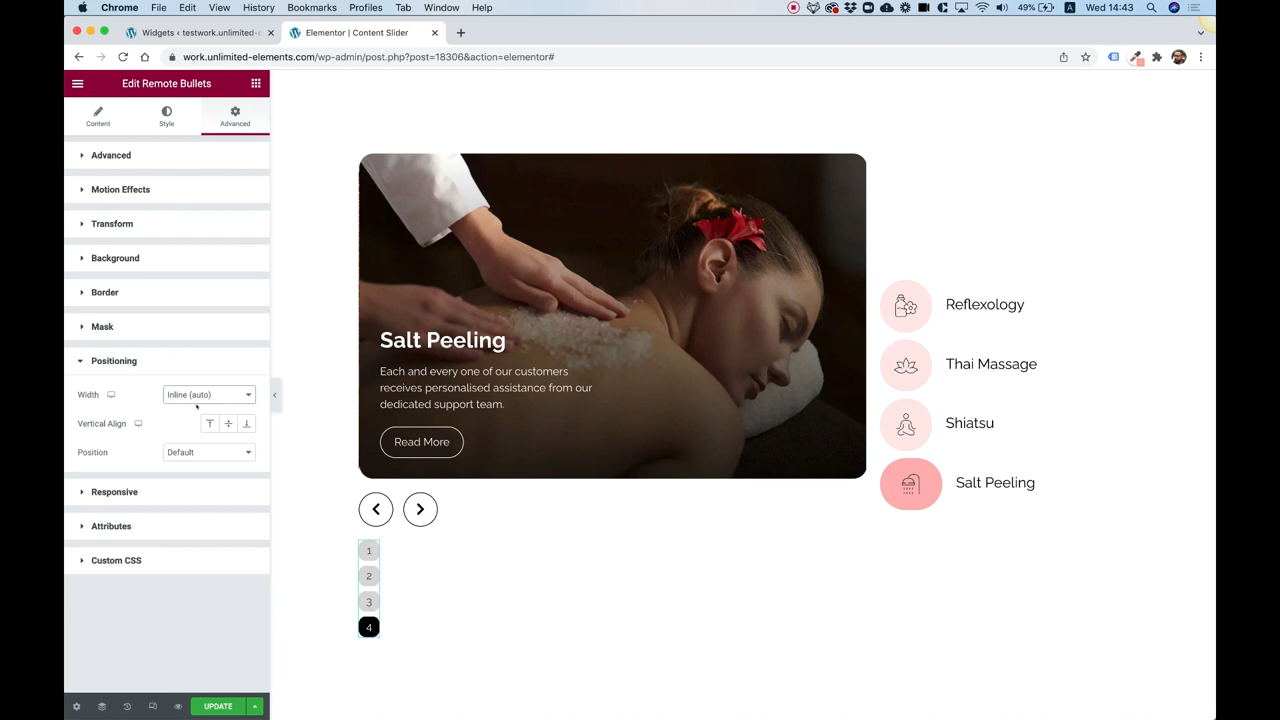 Chrome File Edit View History Bookmarks Profiles Tab Window Help 49% A Wed 14:43
Widgets ‹ testwork.unlimited-e
Elementor | Content Slider
work.unlimited-elements.com/wp-admin/post.php?post=18306&action=elementor#
Edit Remote Bullets
Content Style Advanced
Advanced
Motion Effects
Transform
Background
Border
Mask
Positioning
Width Inline (auto)
Vertical Align
Position Default
Responsive
Attributes
Custom CSS
UPDATE
Salt Peeling
Each and every one of our customers
receives personalised assistance from our
dedicated support team.
Read More
1
2
3
4
Reflexology
Thai Massage
Shiatsu
Salt Peeling